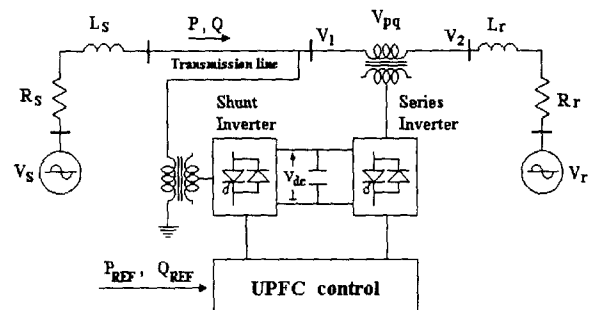 L_S
P, Q
V_1
V_pq
V_2
L_r
Transmission line
R_S
Shunt
Inverter
Series
Inverter
R_r
V_S
V_dc
V_r
P_REF, Q_REF
UPFC control